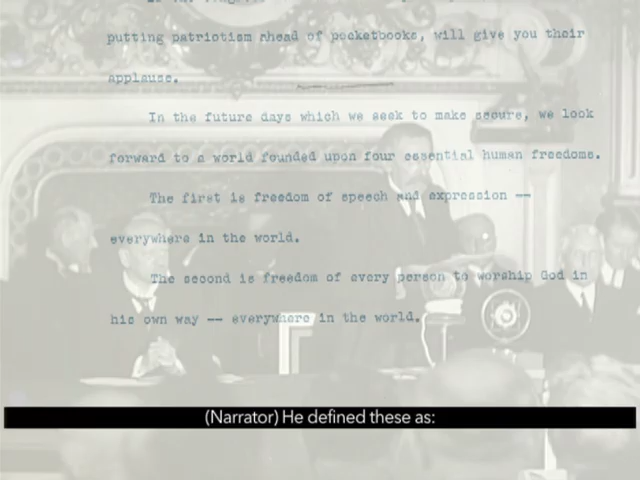 putting patriotism ahead of pocketbooks, will give you their
applause.
In the future days which we seek to make secure, we look
forward to a world founded upon four essential human freedoms.
The first is freedom of speech and expression --
everywhere in the world.
The second is freedom of every person to worship God in
his own way -- everywhere in the world.
(Narrator) He defined these as: